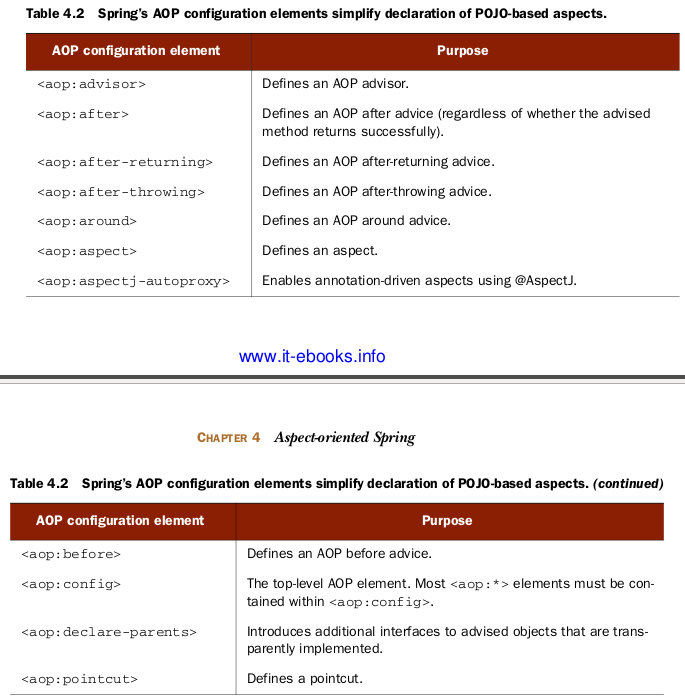 Table 4.2 Spring's AOP configuration elements simplify declaration of POJO-based aspects.
AOP configuration element Purpose
<aop:advisor> Defines an AOP advisor.
<aop:after> Defines an AOP after advice (regardless of whether the advised
method returns successfully).
<aop:after-returning> Defines an AOP after-returning advice.
<aop:after-throwing> Defines an AOP after-throwing advice.
<aop:around> Defines an AOP around advice.
<aop:aspect> Defines an aspect.
<aop:aspectj-autoproxy> Enables annotation-driven aspects using @AspectJ.
www.it-ebooks.info
CHAPTER 4 Aspect-oriented Spring
Table 4.2 Spring's AOP configuration elements simplify declaration of POJO-based aspects. (continued)
AOP configuration element Purpose
<aop:before> Defines an AOP before advice.
<aop:config> The top-level AOP element. Most <aop:*> elements must be con-
tained within <aop:config>.
<aop:declare-parents> Introduces additional interfaces to advised objects that are trans-
parently implemented.
<aop:pointcut> Defines a pointcut.